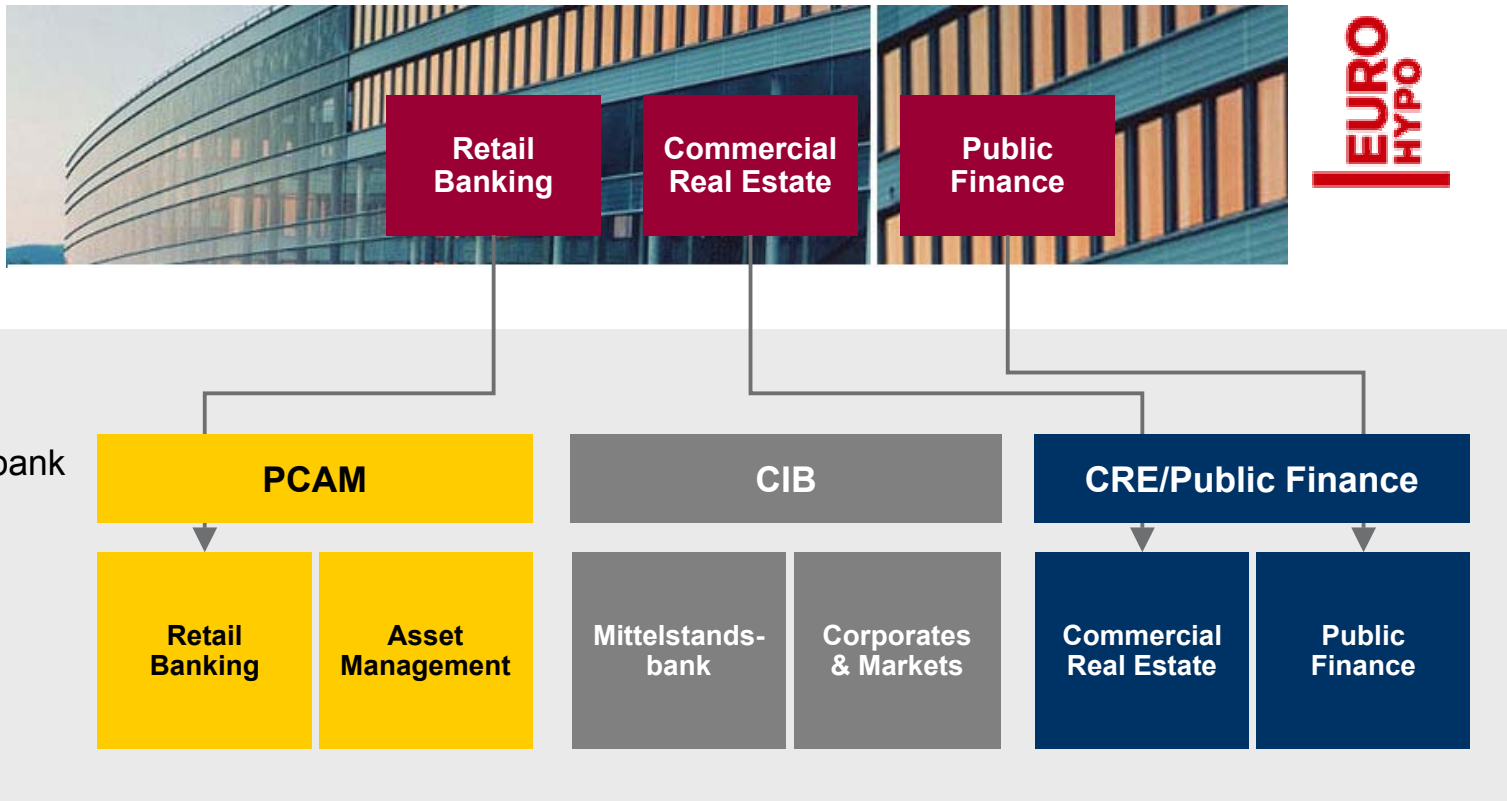 EURO
HYPO
Retail
Banking
Commercial
Real Estate
Public
Finance
PCAM
CIB
CRE/Public Finance
Retail
Banking
Asset
Management
Mittelstands-
bank
Corporates
& Markets
Commercial
Real Estate
Public
Finance